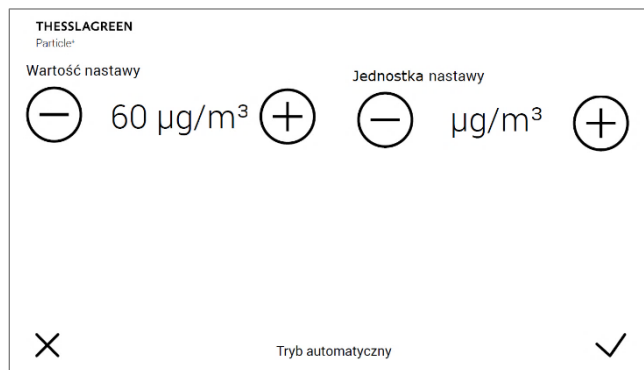 THESSLAGREEN
Particle⁺
Wartość nastawy
Jednostka nastawy
60 µg/m³
µg/m³
Tryb automatyczny